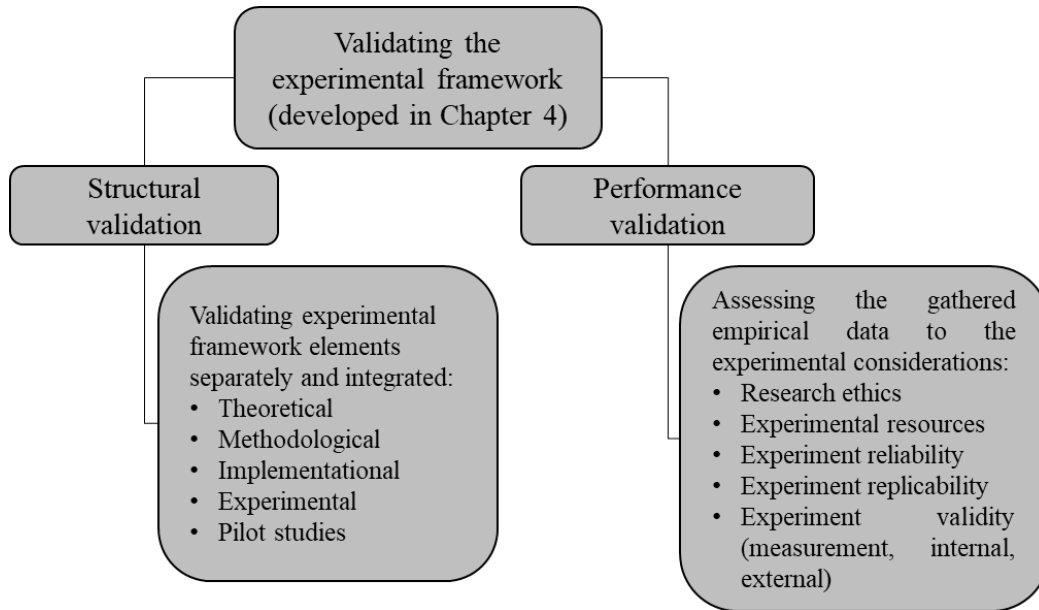 Validating the
experimental framework
(developed in Chapter 4)
Structural
validation
Performance
validation
Validating experimental
framework elements
separately and integrated:
• Theoretical
• Methodological
• Implementational
• Experimental
• Pilot studies
Assessing the gathered
empirical data to the
experimental considerations:
• Research ethics
• Experimental resources
• Experiment reliability
• Experiment replicability
• Experiment validity
(measurement, internal,
external)